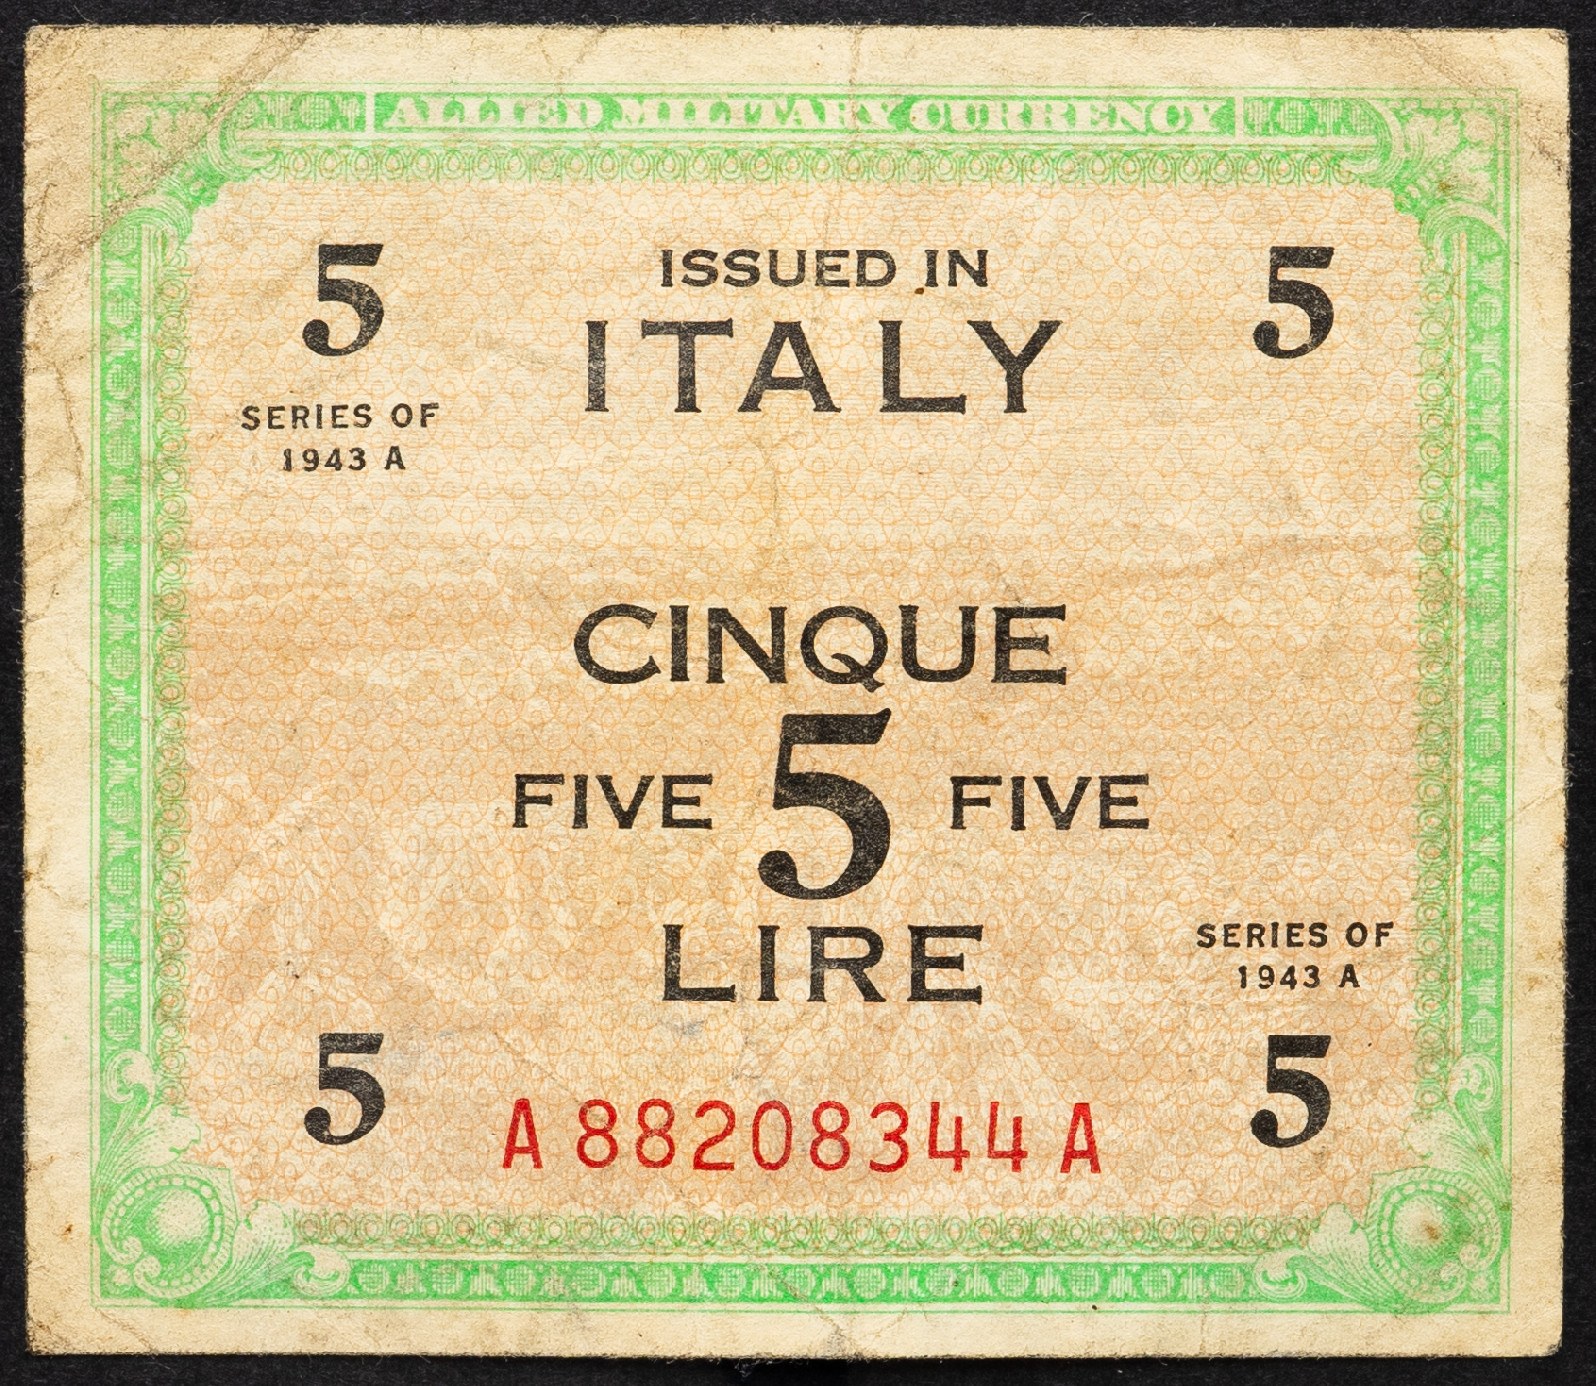 ALLIED MILITARY CURRENCY
5 ISSUED IN 5
ITALY
SERIES OF
1943 A
CINQUE
FIVE 5 FIVE
LIRE
SERIES OF
1943 A
5 A88208344A 5